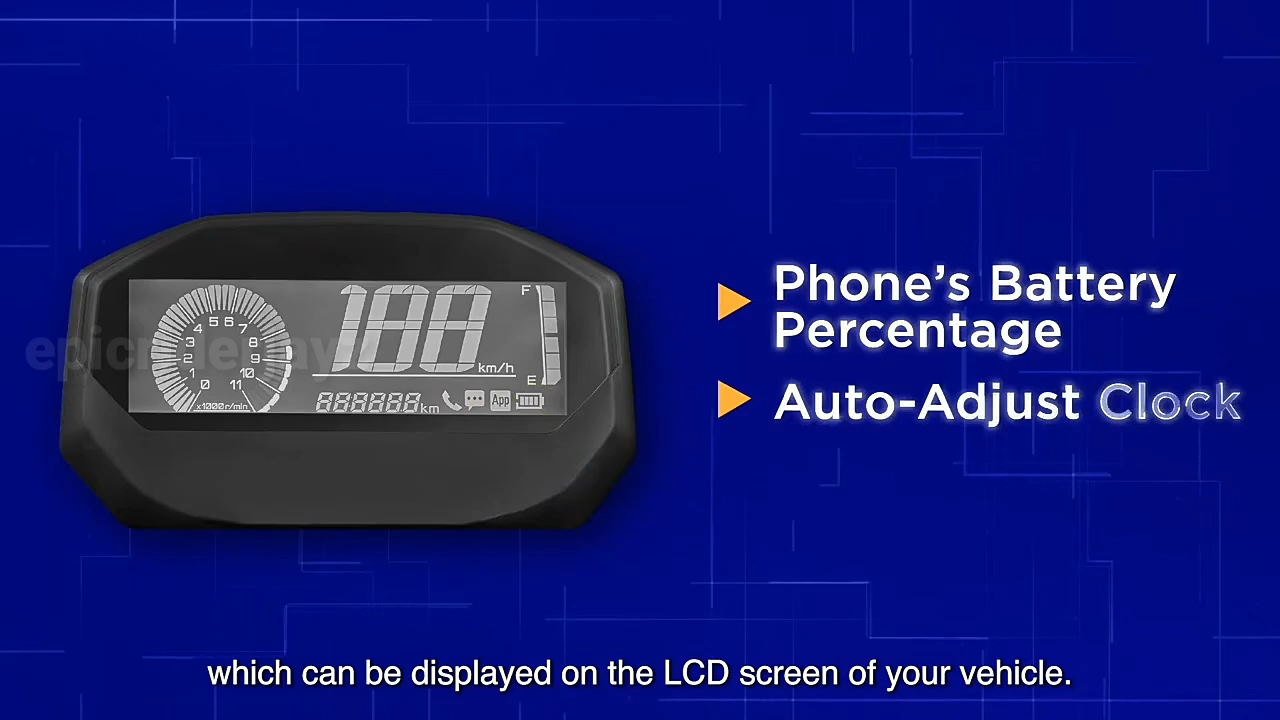 Phone's Battery
Percentage
Auto-Adjust Clock
188
km/h
F
E
0 1 2 3 4 5 6 7 8 9 10 11
x1000r/min
888888km
App
which can be displayed on the LCD screen of your vehicle.